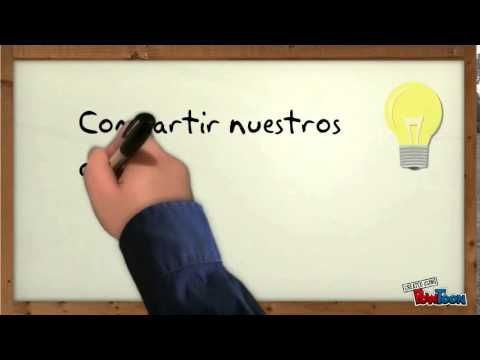 Compartir nuestros
CREATED USING
POWTOON